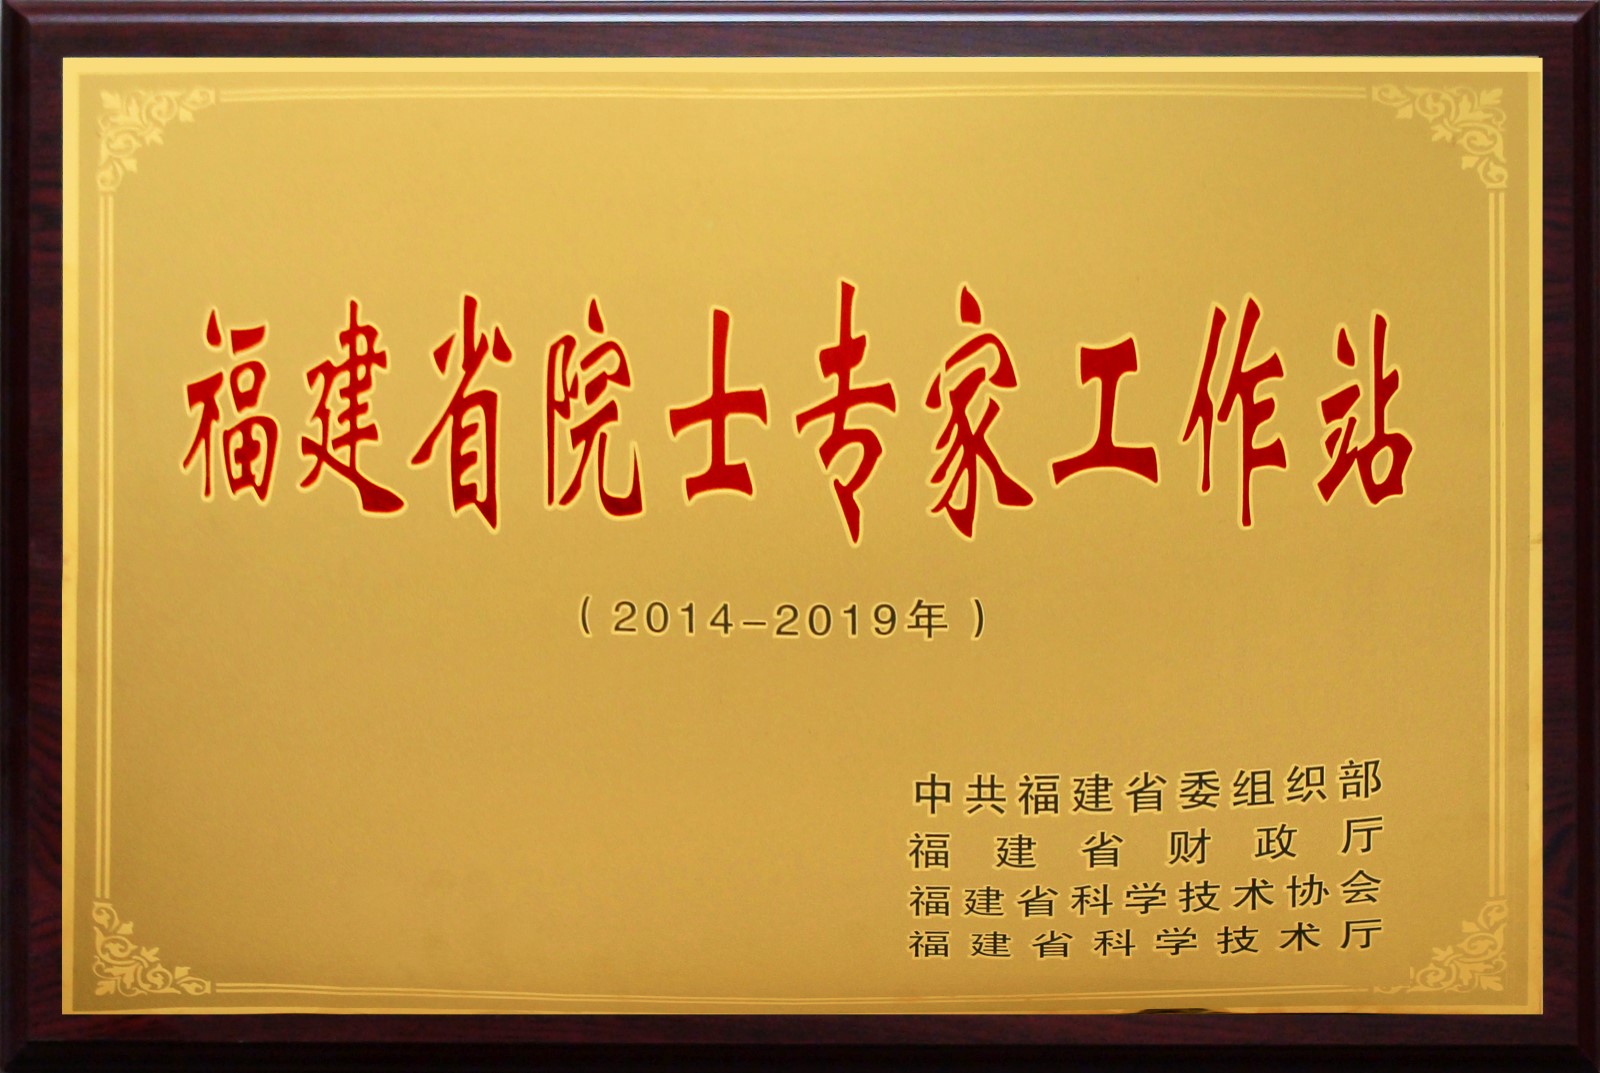 福建省院士专家工作站
（2014-2019年）
中共福建省委组织部
福建省财政厅
福建省科学技术协会
福建省科学技术厅